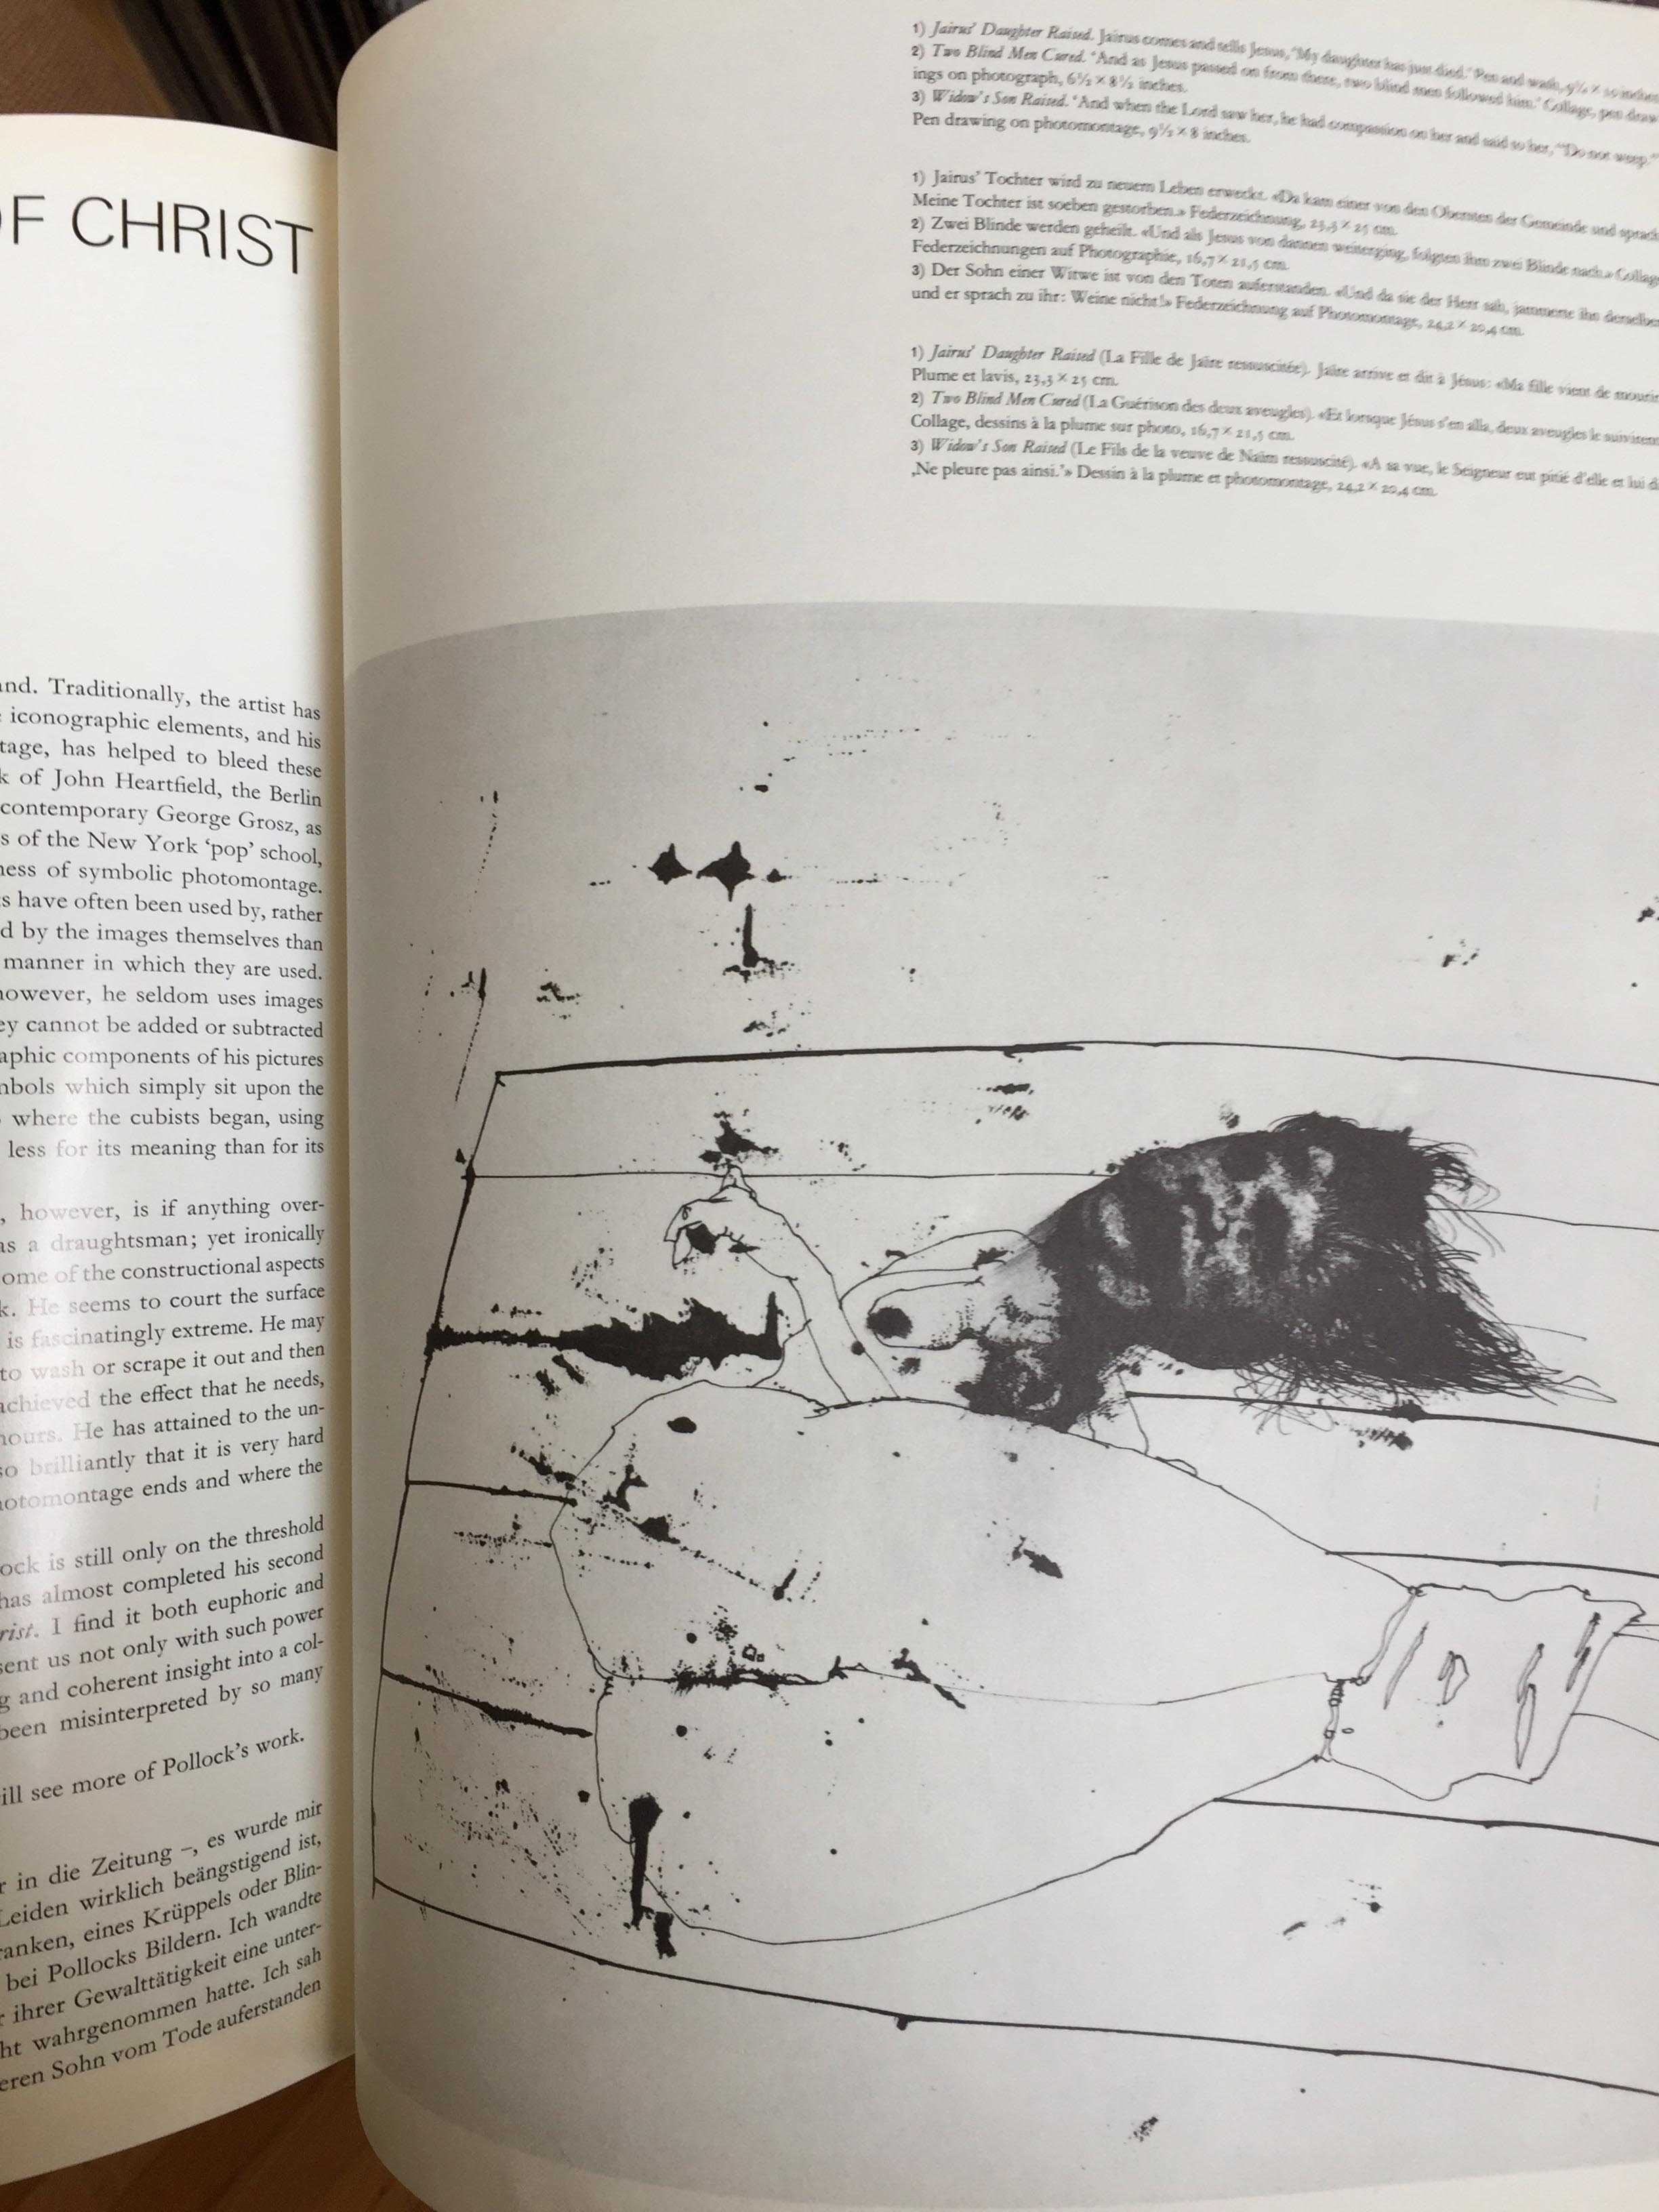 OF CHRIST
and. Traditionally, the artist has
iconographic elements, and his
tage, has helped to bleed these
k of John Heartfield, the Berlin
contemporary George Grosz, as
s of the New York ‘pop’ school,
ness of symbolic photomontage.
s have often been used by, rather
d by the images themselves than
manner in which they are used.
however, he seldom uses images
ey cannot be added or subtracted
aphic components of his pictures
mbols which simply sit upon the
where the cubists began, using
less for its meaning than for its
, however, is if anything over-
as a draughtsman; yet ironically
ome of the constructional aspects
k. He seems to court the surface
is fascinatingly extreme. He may
to wash or scrape it out and then
achieved the effect that he needs,
hours. He has attained to the un-
so brilliantly that it is very hard
hotomontage ends and where the
ock is still only on the threshold
has almost completed his second
rist. I find it both euphoric and
sent us not only with such power
g and coherent insight into a col-
been misinterpreted by so many
ill see more of Pollock’s work.
r in die Zeitung –, es wurde mir
Leiden wirklich beängstigend ist,
ranken, eines Krüppels oder Blin-
bei Pollocks Bildern. Ich wandte
r ihrer Gewalttätigkeit eine unter-
ht wahrgenommen hatte. Ich sah
eren Sohn vom Tode auferstanden
1) Jairus’ Daughter Raised. Jairus comes and tells Jesus, ‘My daughter has just died.’ Pen and wash, 9¼ × 10 inches
2) Two Blind Men Cured. ‘And as Jesus passed on from there, two blind men followed him.’ Collage, pen draw
ings on photograph, 6½ × 8½ inches.
3) Widow’s Son Raised. ‘And when the Lord saw her, he had compassion on her and said to her, “Do not weep.”
Pen drawing on photomontage, 9½ × 8 inches.
1) Jairus’ Tochter wird zu neuem Leben erweckt. «Da kam einer von den Obersten der Gemeinde und sprach
Meine Tochter ist soeben gestorben.» Federzeichnung, 23,3 × 25 cm.
2) Zwei Blinde werden geheilt. «Und als Jesus von dannen weiterging, folgten ihm zwei Blinde nach.» Collag
Federzeichnungen auf Photographie, 16,7 × 21,5 cm.
3) Der Sohn einer Witwe ist von den Toten auferstanden. «Und da sie der Herr sah, jammerte ihn derselbe
und er sprach zu ihr: Weine nicht!» Federzeichnung auf Photomontage, 24,2 × 20,4 cm.
1) Jairus’ Daughter Raised (La Fille de Jaïre ressuscitée). Jaïre arrive et dit à Jésus: «Ma fille vient de mourir
Plume et lavis, 23,3 × 25 cm.
2) Two Blind Men Cured (La Guérison des deux aveugles). «Et lorsque Jésus s’en alla, deux aveugles le suivirent
Collage, dessins à la plume sur photo, 16,7 × 21,5 cm.
3) Widow’s Son Raised (Le Fils de la veuve de Naïm ressuscité). «A sa vue, le Seigneur eut pitié d’elle et lui d
‚Ne pleure pas ainsi.’» Dessin à la plume et photomontage, 24,2 × 20,4 cm.